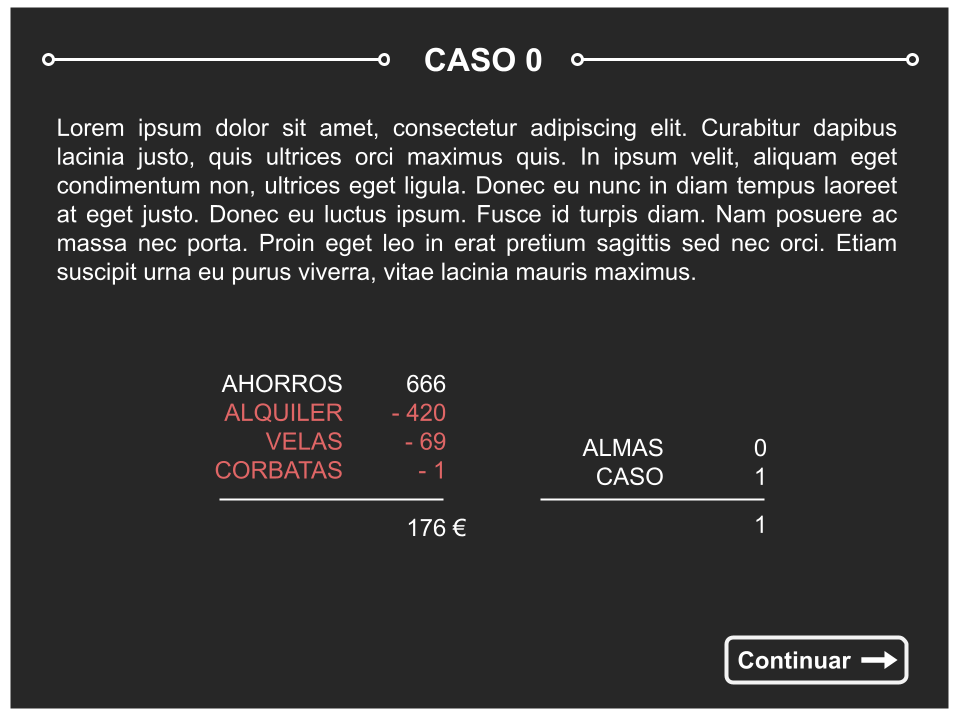 CASO 0
Lorem ipsum dolor sit amet, consectetur adipiscing elit. Curabitur dapibus
lacinia justo, quis ultrices orci maximus quis. In ipsum velit, aliquam eget
condimentum non, ultrices eget ligula. Donec eu nunc in diam tempus laoreet
at eget justo. Donec eu luctus ipsum. Fusce id turpis diam. Nam posuere ac
massa nec porta. Proin eget leo in erat pretium sagittis sed nec orci. Etiam
suscipit urna eu purus viverra, vitae lacinia mauris maximus.
AHORROS 666
ALQUILER - 420
VELAS - 69
CORBATAS - 1
176 €
ALMAS 0
CASO 1
1
Continuar